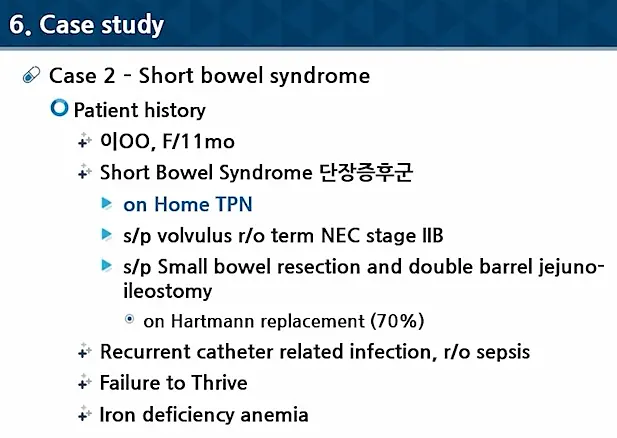 6. Case study
Case 2 - Short bowel syndrome
Patient history
이OO, F/11mo
Short Bowel Syndrome 단장증후군
on Home TPN
s/p volvulus r/o term NEC stage IIB
s/p Small bowel resection and double barrel jejuno-
ileostomy
on Hartmann replacement (70%)
Recurrent catheter related infection, r/o sepsis
Failure to Thrive
Iron deficiency anemia